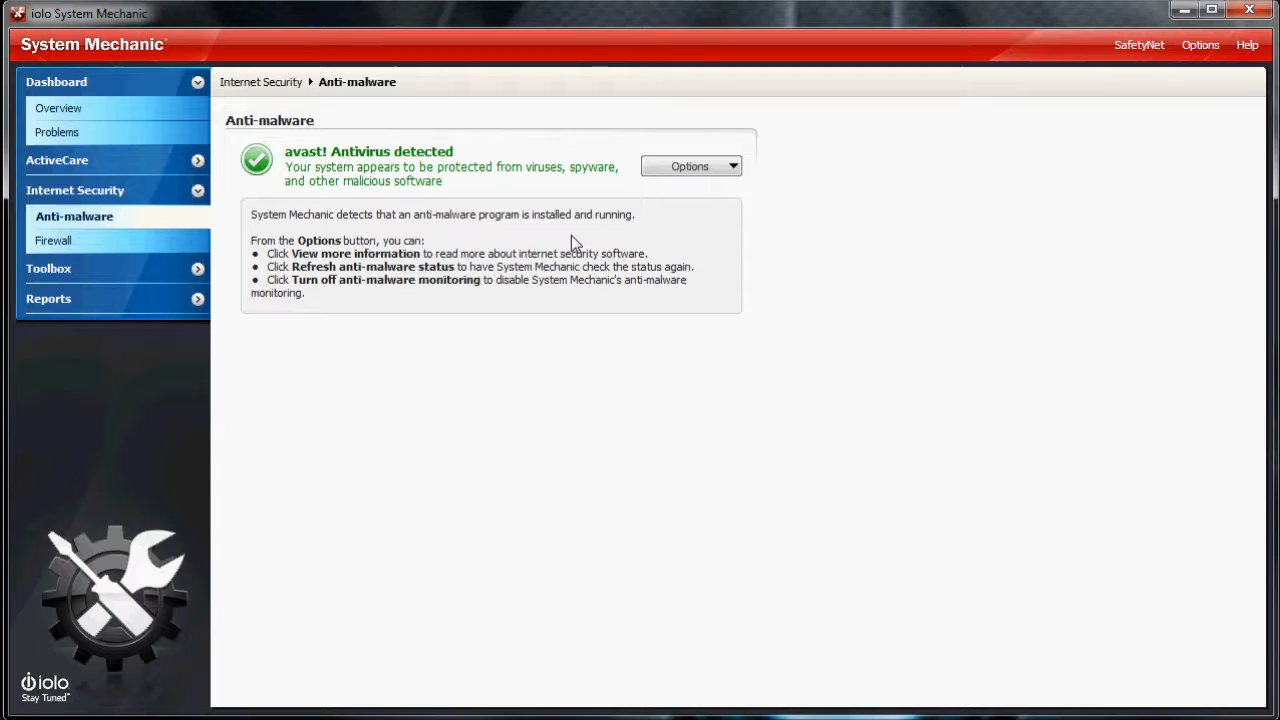 iolo System Mechanic
System Mechanic
SafetyNet Options Help
Dashboard
Overview
Problems
ActiveCare
Internet Security
Anti-malware
Firewall
Toolbox
Reports
Internet Security Anti-malware
Anti-malware
avast! Antivirus detected
Your system appears to be protected from viruses, spyware,
and other malicious software
Options
System Mechanic detects that an anti-malware program is installed and running.
From the Options button, you can:
• Click View more information to read more about internet security software.
• Click Refresh anti-malware status to have System Mechanic check the status again.
• Click Turn off anti-malware monitoring to disable System Mechanic's anti-malware
monitoring.
iolo
Stay Tuned™